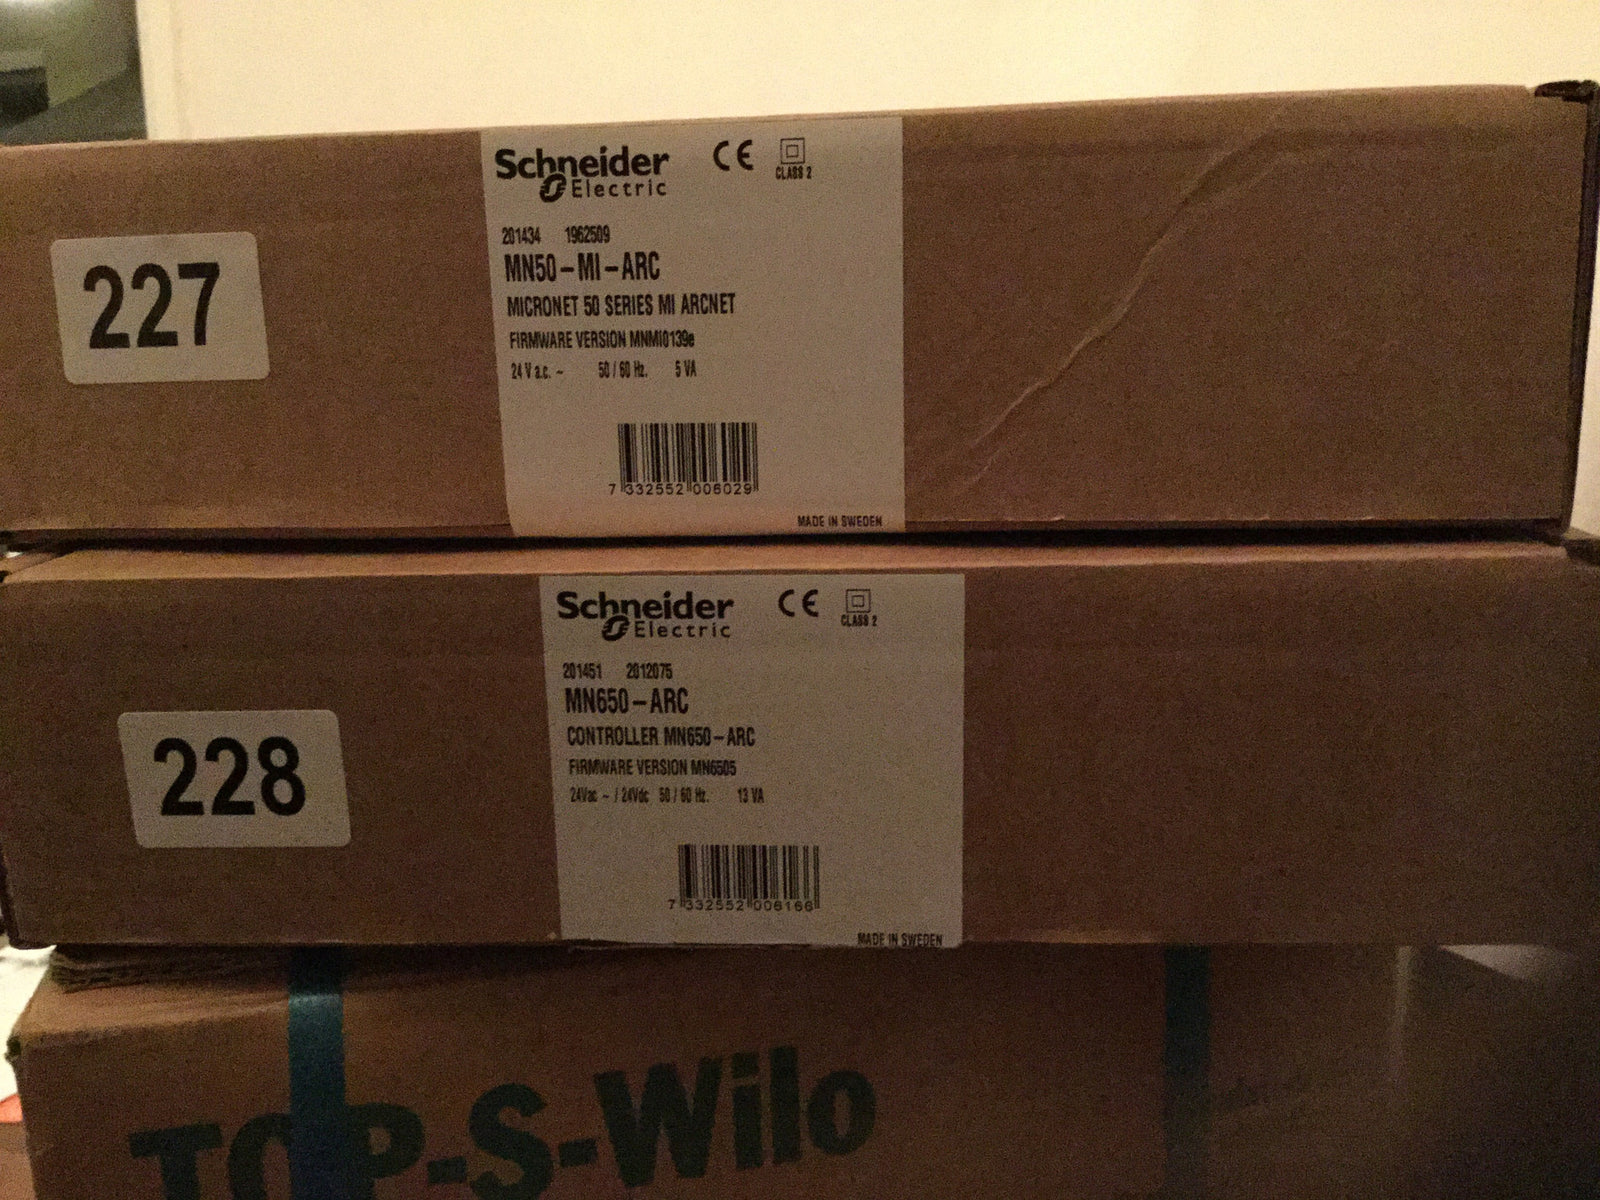 227
Schneider
Electric
CE
CLASS 2
201434 1962509
MN50-MI-ARC
MICRONET 50 SERIES MI ARCNET
FIRMWARE VERSION MNMI0139e
24 V a.c. ~ 50 / 60 Hz. 5 VA
7 332552 006029
MADE IN SWEDEN
228
Schneider
Electric
CE
CLASS 2
201451 2012075
MN650-ARC
CONTROLLER MN650-ARC
FIRMWARE VERSION MN6505
24Vac ~ / 24Vdc 50 / 60 Hz. 13 VA
7 332552 006166
MADE IN SWEDEN
TOP-S-Wilo